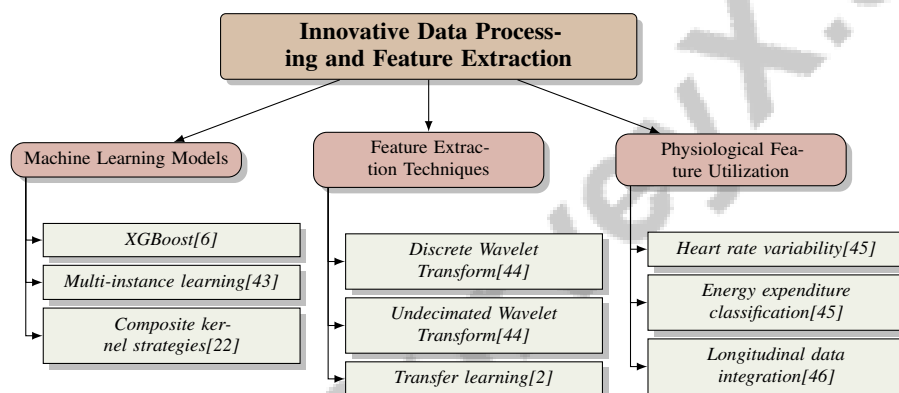 Innovative Data Process-
ing and Feature Extraction
Machine Learning Models
XGBoost[6]
Multi-instance learning[43]
Composite ker-
nel strategies[22]
Feature Extrac-
tion Techniques
Discrete Wavelet
Transform[44]
Undecimated Wavelet
Transform[44]
Transfer learning[2]
Physiological Fea-
ture Utilization
Heart rate variability[45]
Energy expenditure
classification[45]
Longitudinal data
integration[46]